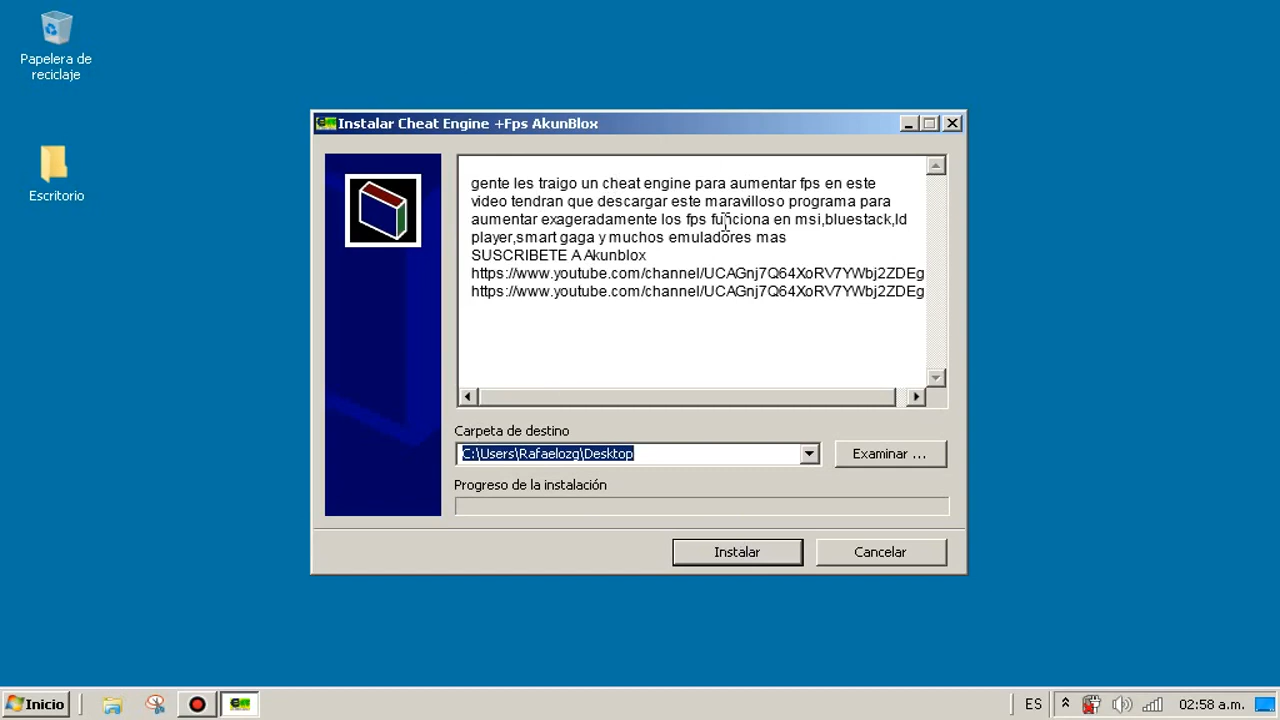 Papelera de
reciclaje
Escritorio
Instalar Cheat Engine +Fps AkunBlox
gente les traigo un cheat engine para aumentar fps en este
video tendran que descargar este maravilloso programa para
aumentar exageradamente los fps funciona en msi,bluestack,ld
player,smart gaga y muchos emuladores mas
SUSCRIBETE A Akunblox
https://www.youtube.com/channel/UCAGnj7Q64XoRV7YWbj2ZDEg
https://www.youtube.com/channel/UCAGnj7Q64XoRV7YWbj2ZDEg
Carpeta de destino
C:\Users\Rafaelozg\Desktop
Examinar ...
Progreso de la instalación
Instalar
Cancelar
Inicio
ES
02:58 a.m.